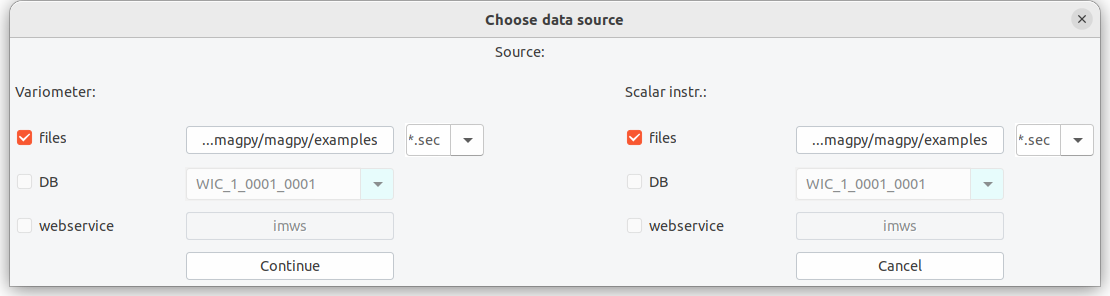 Choose data source
Source:
Variometer: Scalar instr.:
files ...magpy/magpy/examples *.sec files ...magpy/magpy/examples *.sec
DB WIC_1_0001_0001 DB WIC_1_0001_0001
webservice imws webservice imws
Continue Cancel